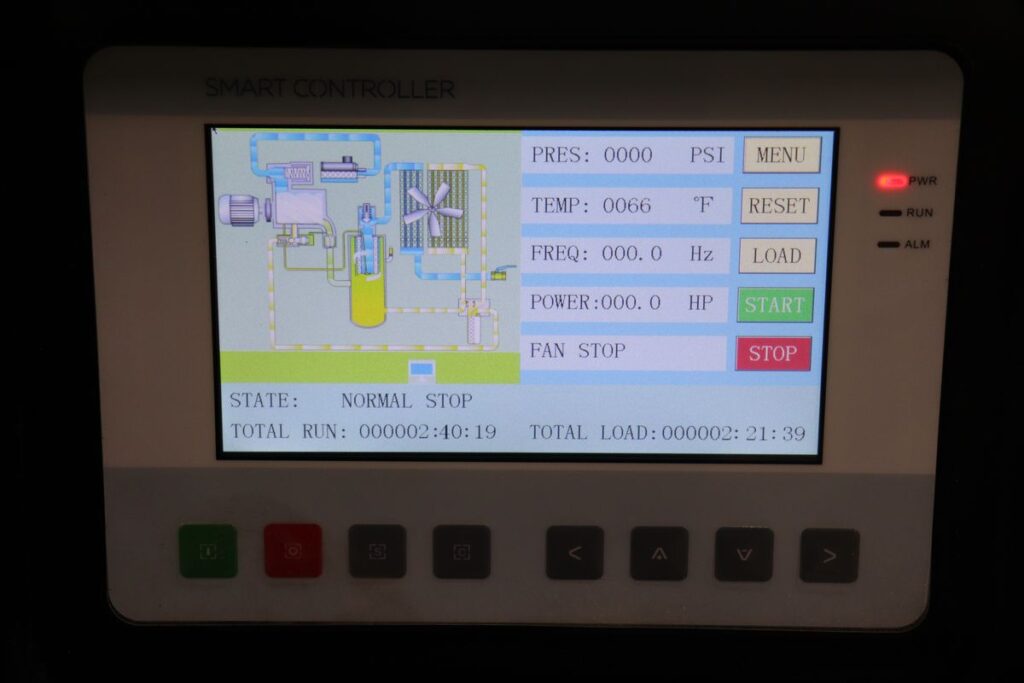 SMART CONTROLLER
PRES: 0000 PSI MENU
TEMP: 0066 °F RESET
FREQ: 000.0 Hz LOAD
POWER:000.0 HP START
FAN STOP STOP
STATE: NORMAL STOP
TOTAL RUN: 000002:40:19 TOTAL LOAD:000002:21:39
PWR
RUN
ALM
I O S C < ∧ ∨ >